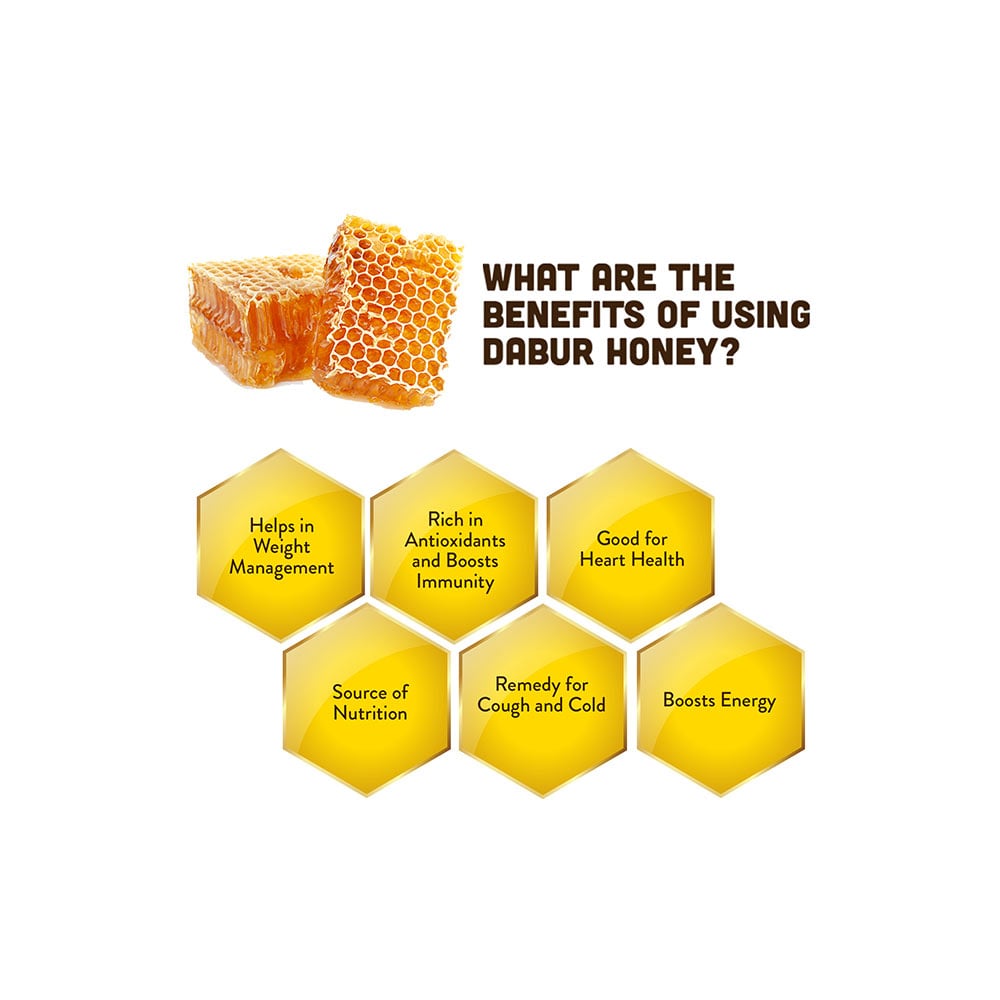 WHAT ARE THE
BENEFITS OF USING
DABUR HONEY?
Helps in
Weight
Management
Rich in
Antioxidants
and Boosts
Immunity
Good for
Heart Health
Source of
Nutrition
Remedy for
Cough and Cold
Boosts Energy